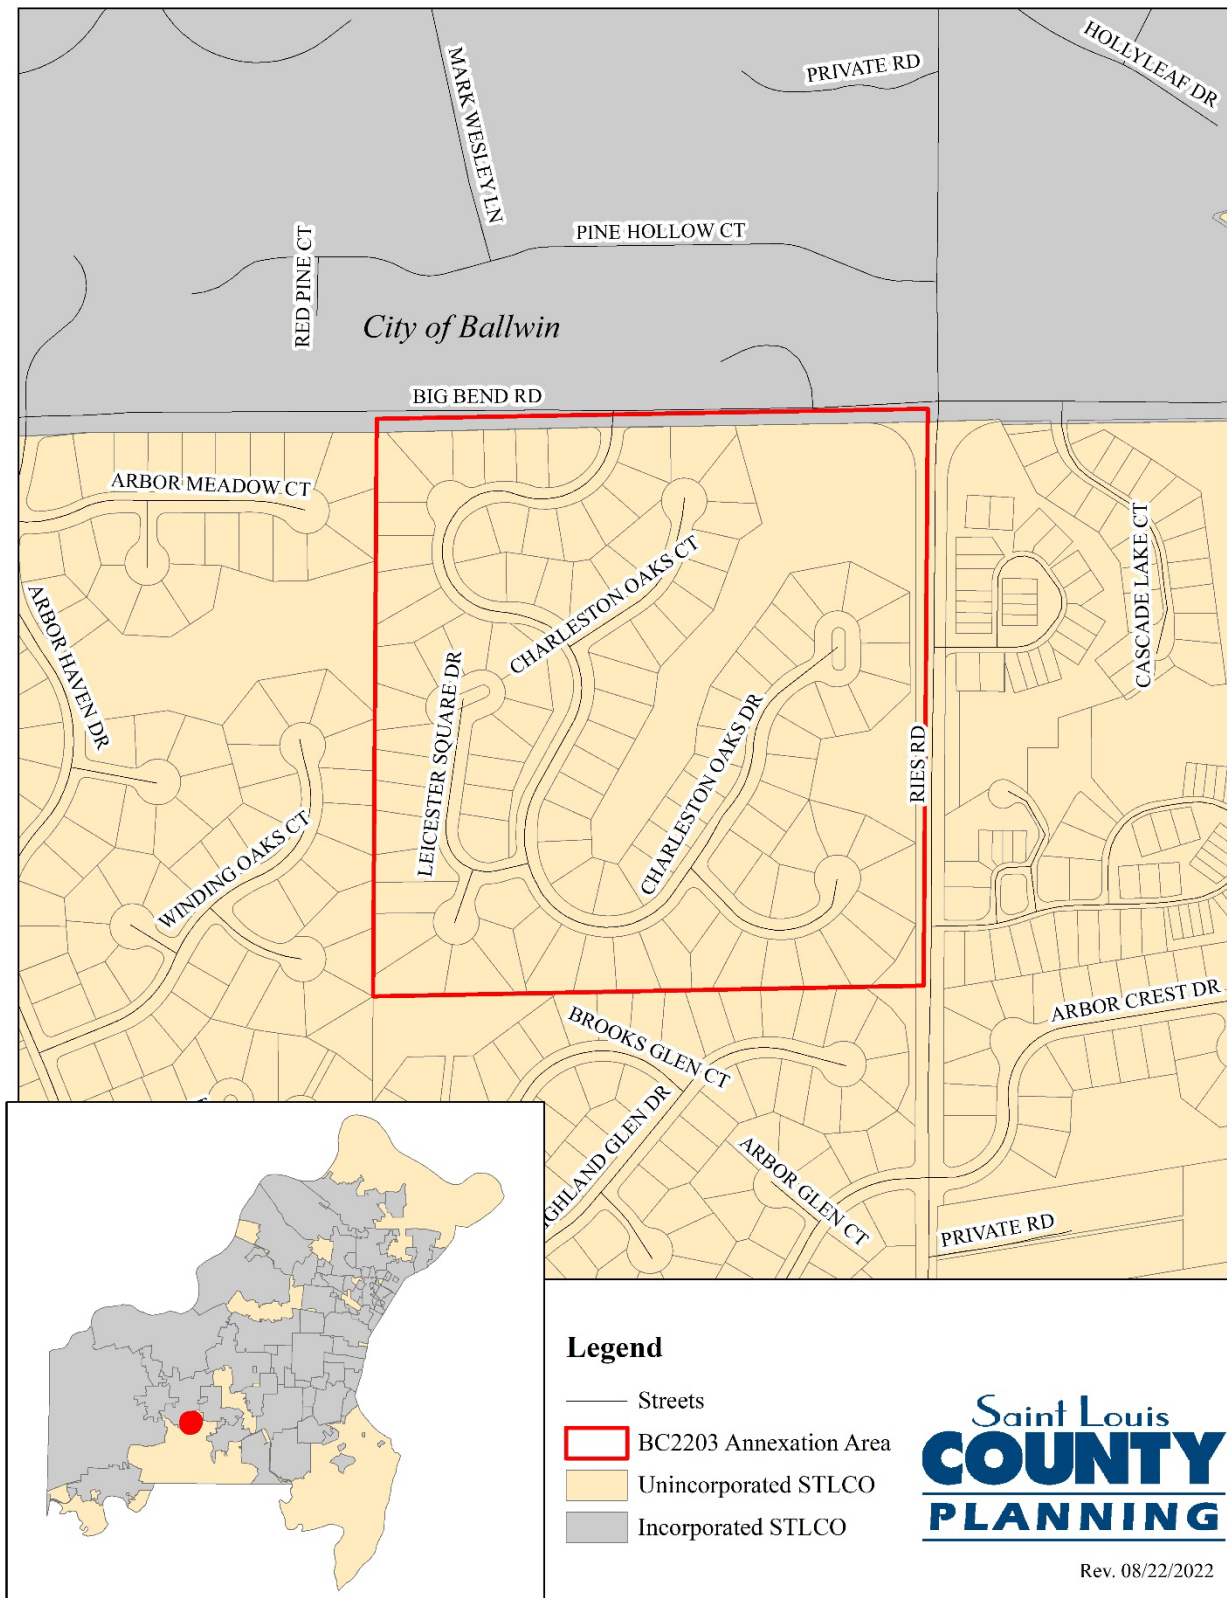 HOLLYLEAF DR
PRIVATE RD
MARK WESLEY LN
PINE HOLLOW CT
RED PINE CT
City of Ballwin
BIG BEND RD
ARBOR MEADOW CT
CHARLESTON OAKS CT
CASCADE LAKE CT
ARBOR HAVEN DR
LEICESTER SQUARE DR
CHARLESTON OAKS DR
RIES RD
WINDING OAKS CT
ARBOR CREST DR
BROOKS GLEN CT
IGHLAND GLEN DR
ARBOR GLEN CT
PRIVATE RD
Legend
Streets
BC2203 Annexation Area
Unincorporated STLCO
Incorporated STLCO
Saint Louis
COUNTY
PLANNING
Rev. 08/22/2022